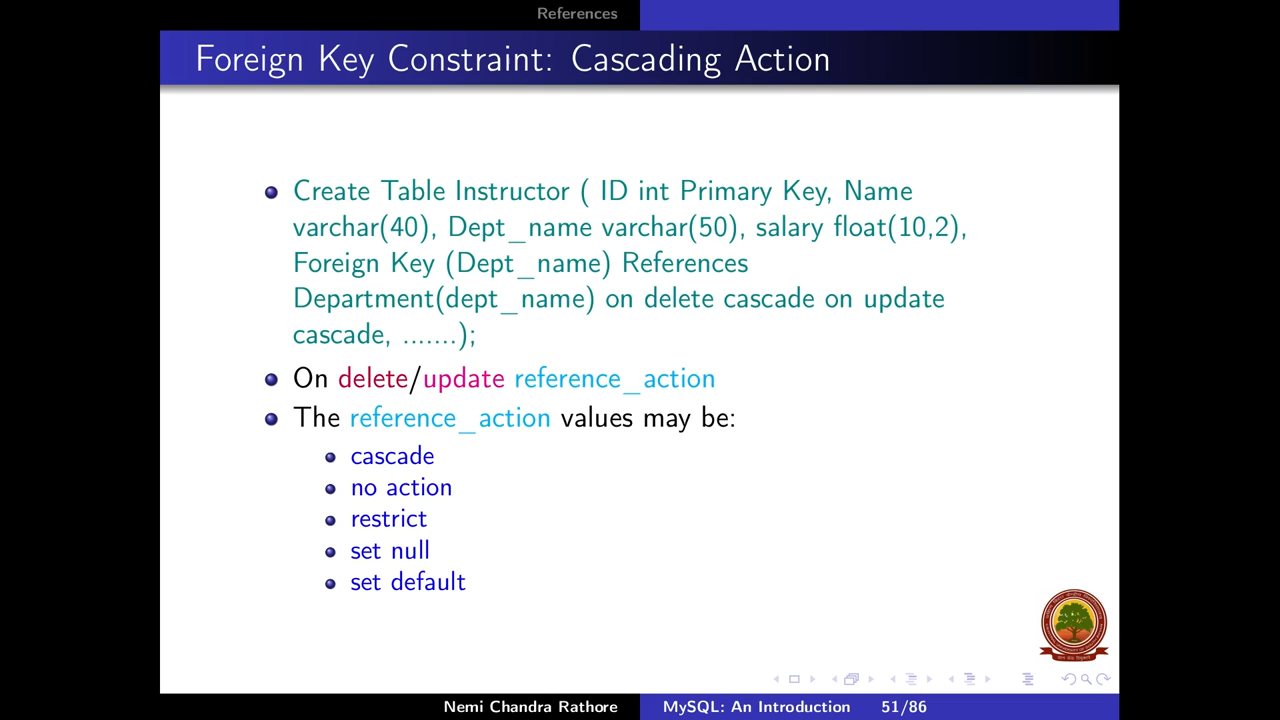 References
Foreign Key Constraint: Cascading Action
Create Table Instructor ( ID int Primary Key, Name
varchar(40), Dept_name varchar(50), salary float(10,2),
Foreign Key (Dept_name) References
Department(dept_name) on delete cascade on update
cascade, .......);
On delete/update reference_action
The reference_action values may be:
cascade
no action
restrict
set null
set default
Nemi Chandra Rathore
MySQL: An Introduction 51/86